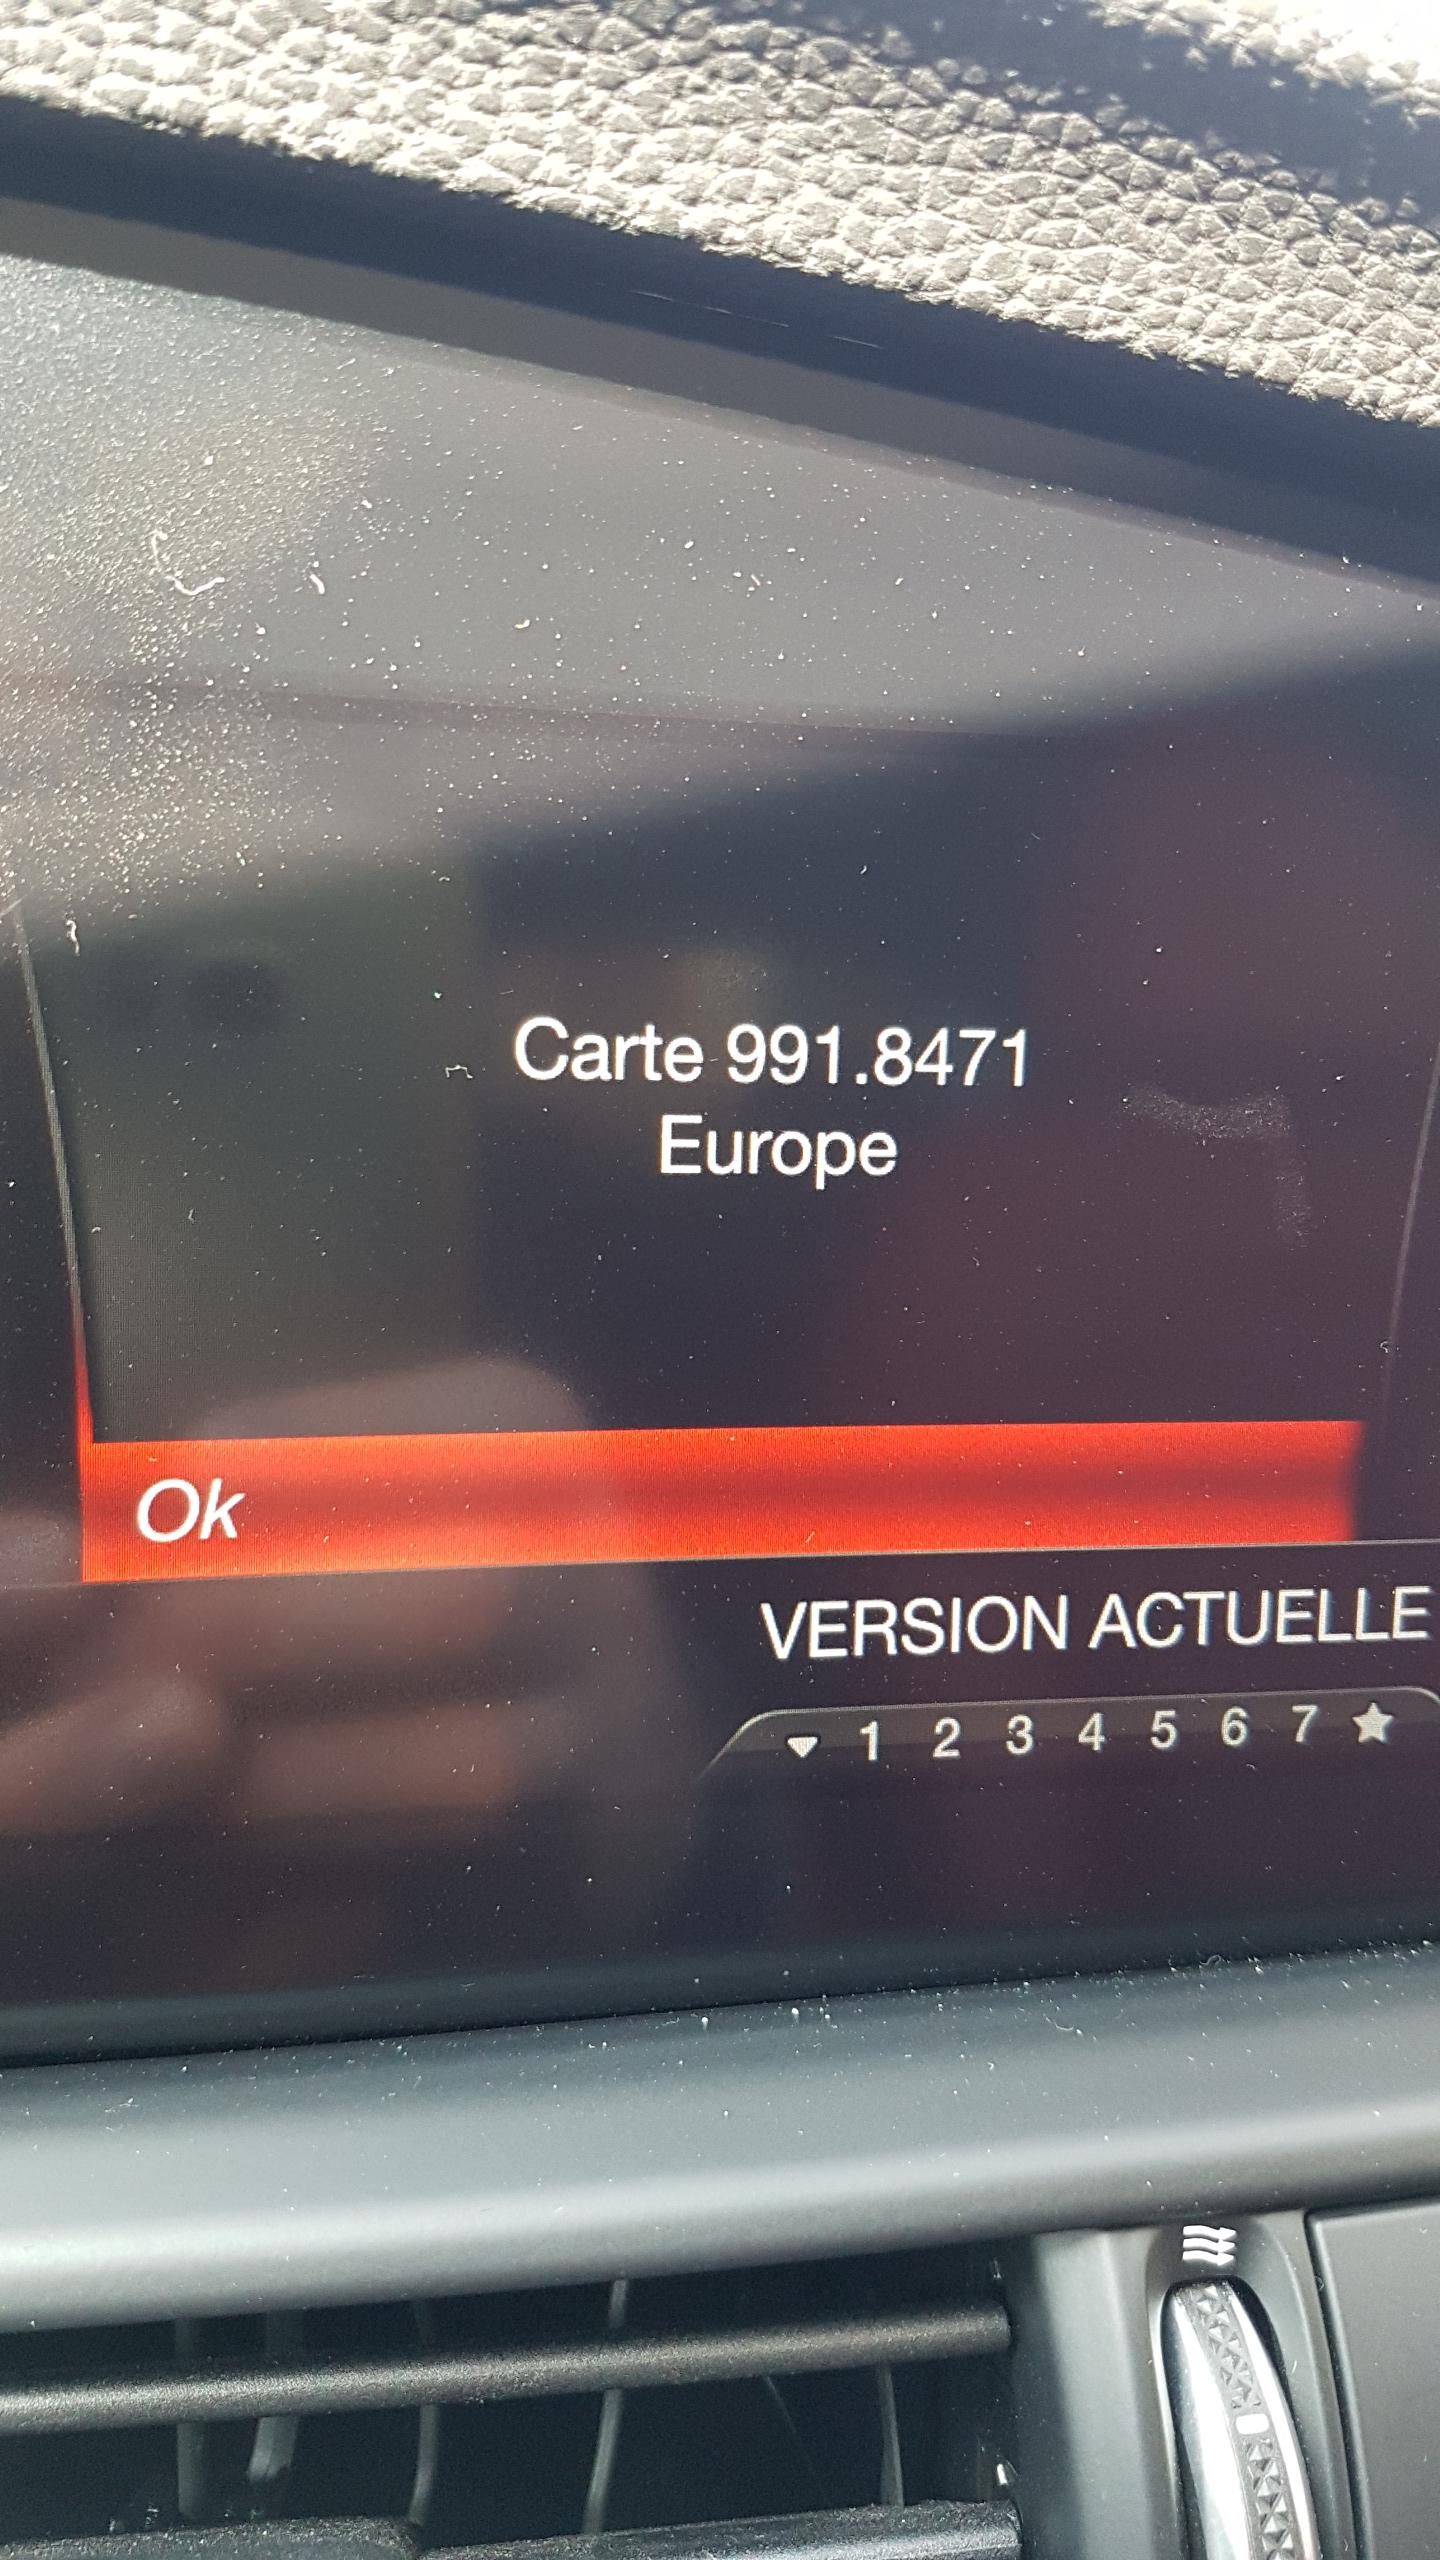 Carte 991.8471
Europe
Ok
VERSION ACTUELLE
1 2 3 4 5 6 7